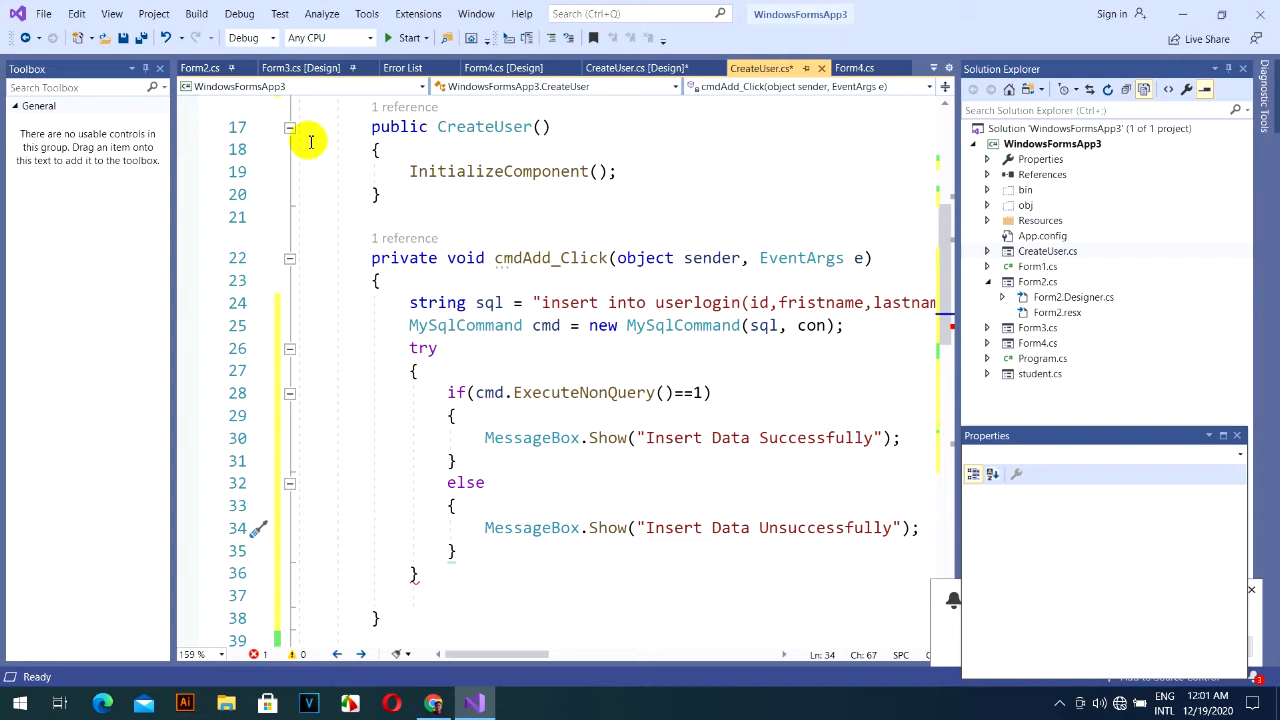 File Edit View Git Project Build Debug Test Analyze Tools Extensions Window Help Search (Ctrl+Q) WindowsFormsApp3 Sign in
Debug Any CPU Start Live Share
Toolbox
Search Toolbox
General
There are no usable controls in
this group. Drag an item onto
this text to add it to the toolbox.
Form2.cs Form3.cs [Design] Error List Form4.cs [Design] CreateUser.cs [Design]* CreateUser.cs* Form4.cs
WindowsFormsApp3 WindowsFormsApp3.CreateUser cmdAdd_Click(object sender, EventArgs e)
1 reference
17 public CreateUser()
18 {
19 InitializeComponent();
20 }
21
1 reference
22 private void cmdAdd_Click(object sender, EventArgs e)
23 {
24 string sql = "insert into userlogin(id,fristname,lastnam
25 MySqlCommand cmd = new MySqlCommand(sql, con);
26 try
27 {
28 if(cmd.ExecuteNonQuery()==1)
29 {
30 MessageBox.Show("Insert Data Successfully");
31 }
32 else
33 {
34 MessageBox.Show("Insert Data Unsuccessfully");
35 }
36 }
37
38 }
39
159 % 1 0 Ln: 34 Ch: 67 SPC
Solution Explorer
Search Solution Explorer (Ctrl+;)
Solution 'WindowsFormsApp3' (1 of 1 project)
WindowsFormsApp3
Properties
References
bin
obj
Resources
App.config
CreateUser.cs
Form1.cs
Form2.cs
Form2.Designer.cs
Form2.resx
Form3.cs
Form4.cs
Program.cs
student.cs
Properties
Diagnostic Tools
Ready
3
ENG
INTL
12:01 AM
12/19/2020
3